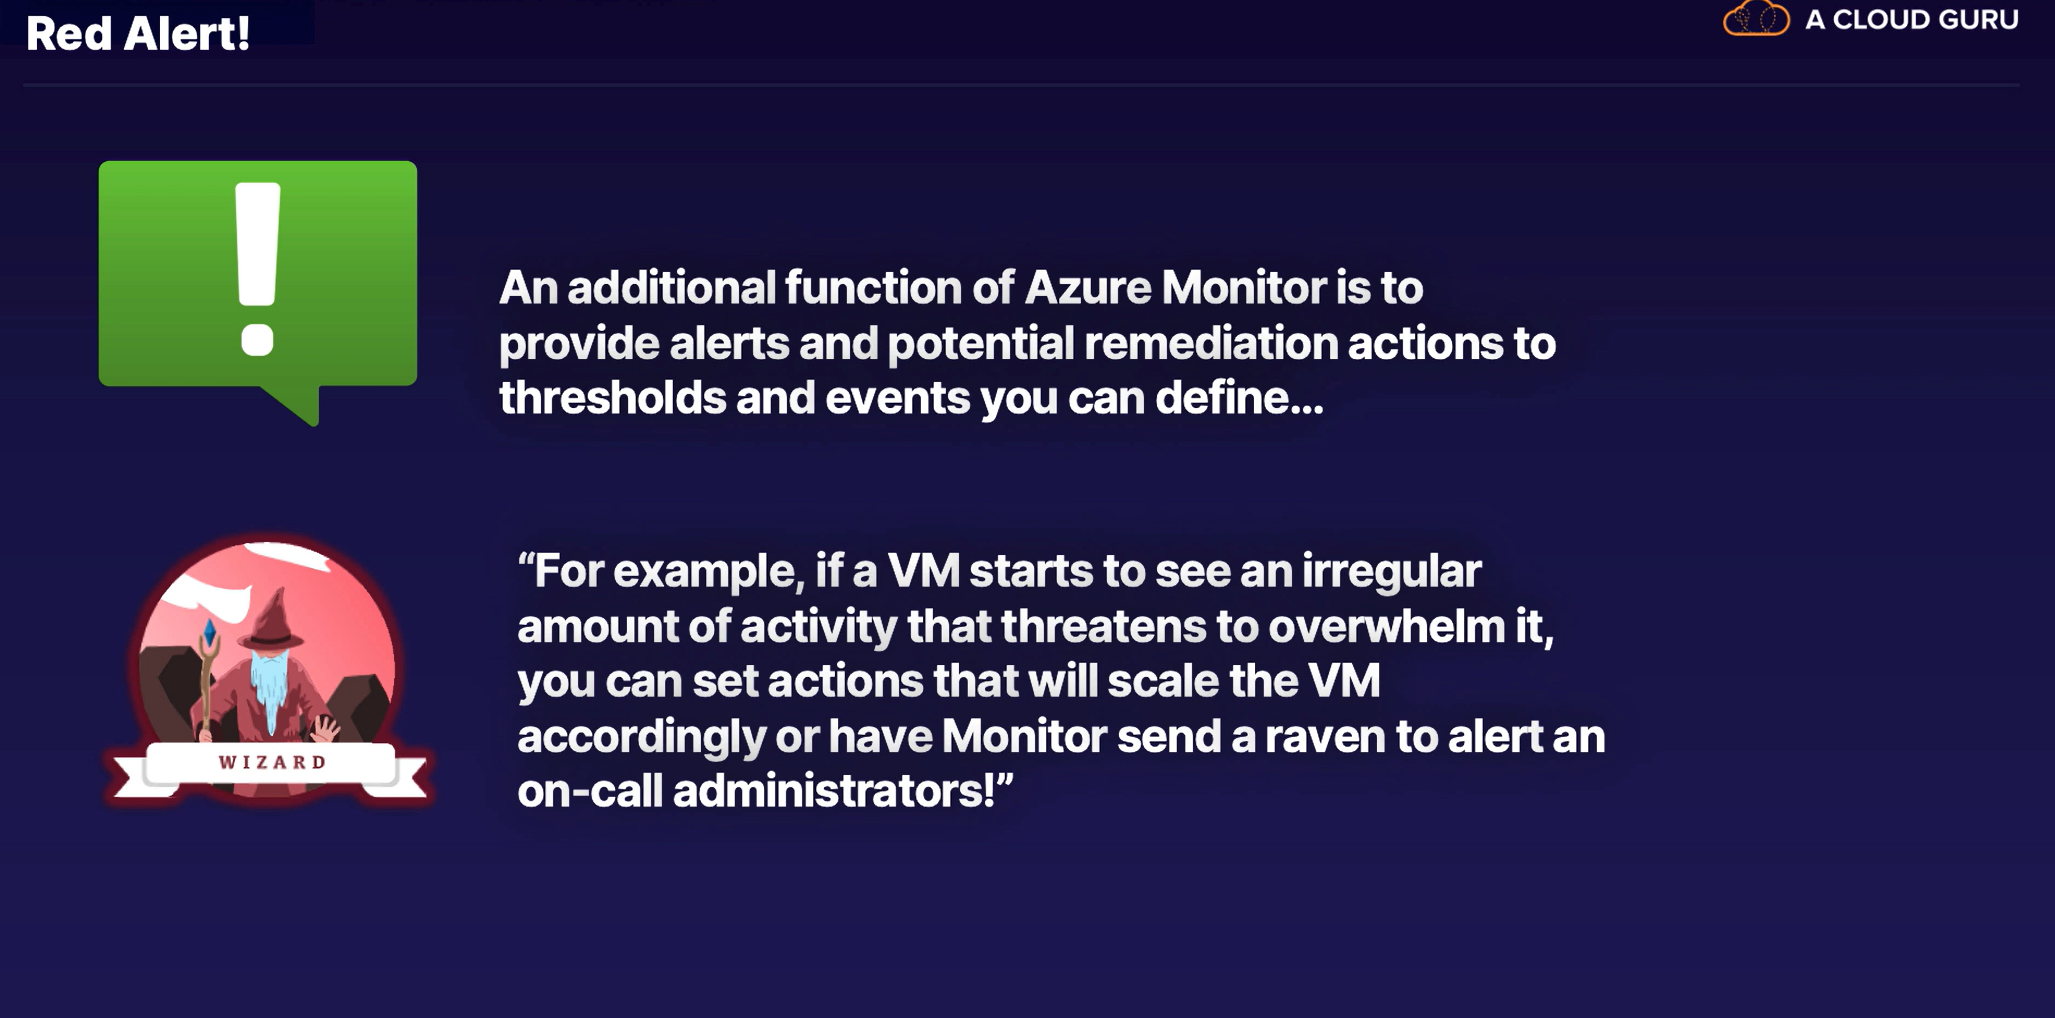 Red Alert!
A CLOUD GURU
An additional function of Azure Monitor is to
provide alerts and potential remediation actions to
thresholds and events you can define...
“For example, if a VM starts to see an irregular
amount of activity that threatens to overwhelm it,
you can set actions that will scale the VM
accordingly or have Monitor send a raven to alert an
on-call administrators!”
WIZARD